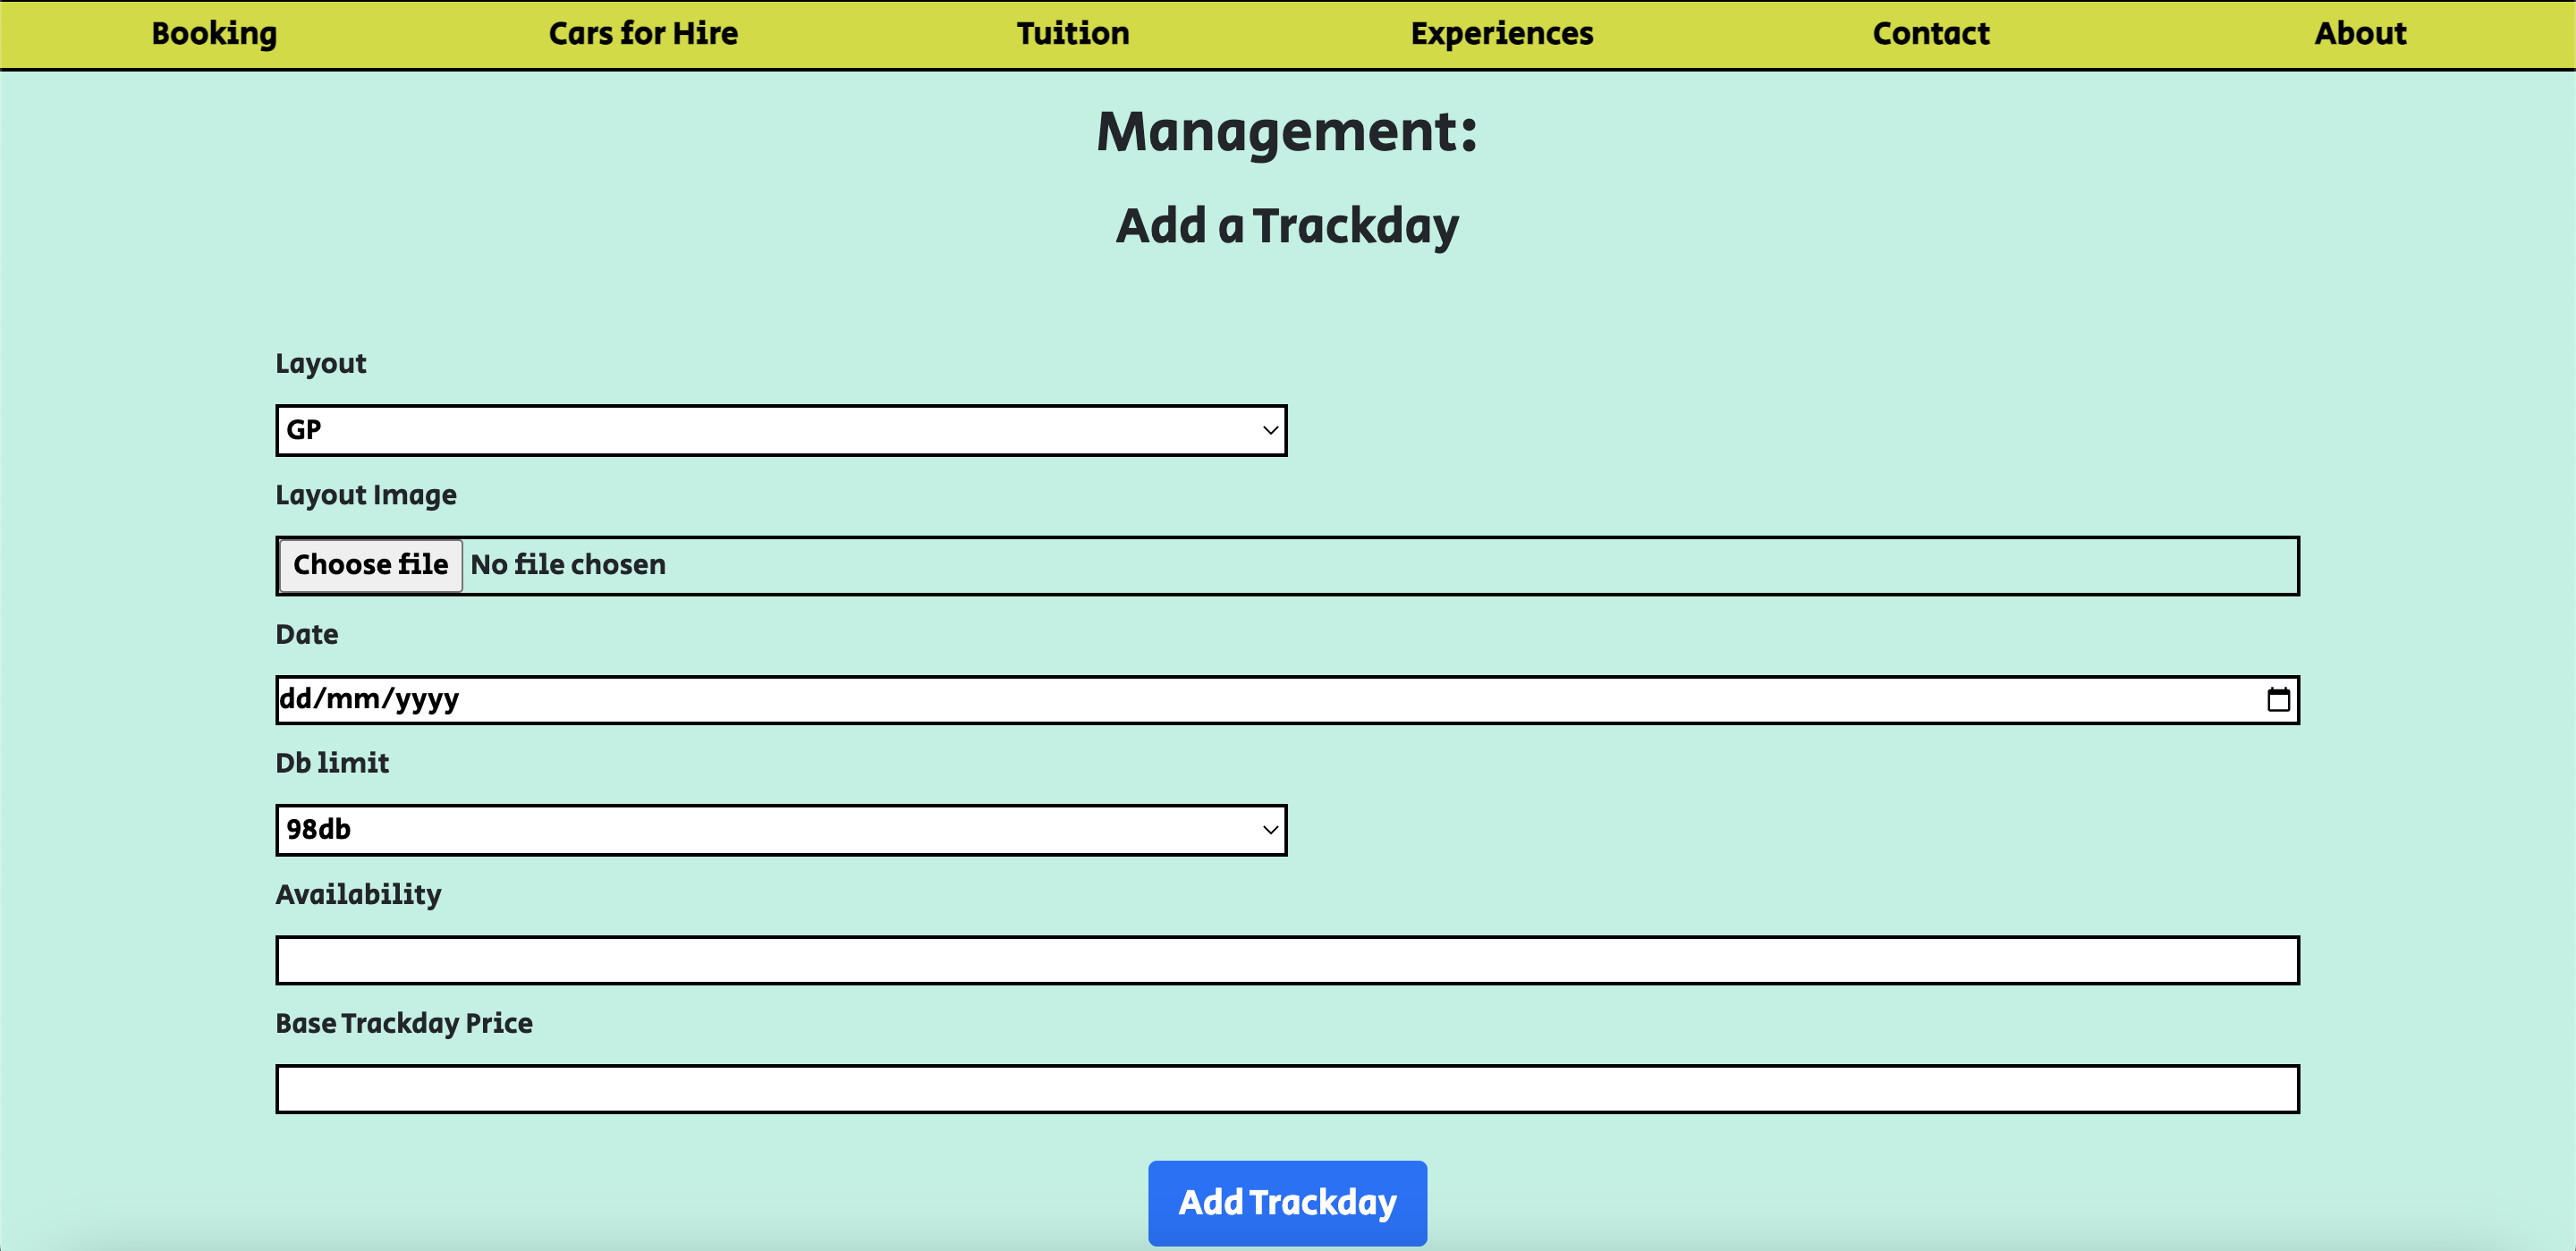 Booking Cars for Hire Tuition Experiences Contact About
Management:
Add a Trackday
Layout
GP
Layout Image
Choose file No file chosen
Date
dd/mm/yyyy
Db limit
98db
Availability
Base Trackday Price
Add Trackday